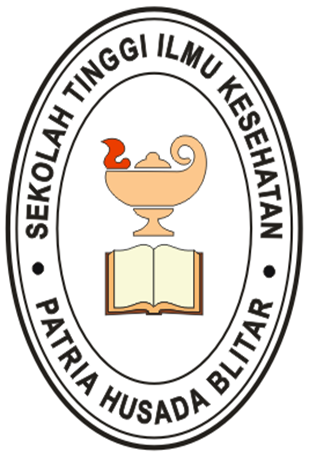 SEKOLAH TINGGI ILMU KESEHATAN
PATRIA HUSADA BLITAR